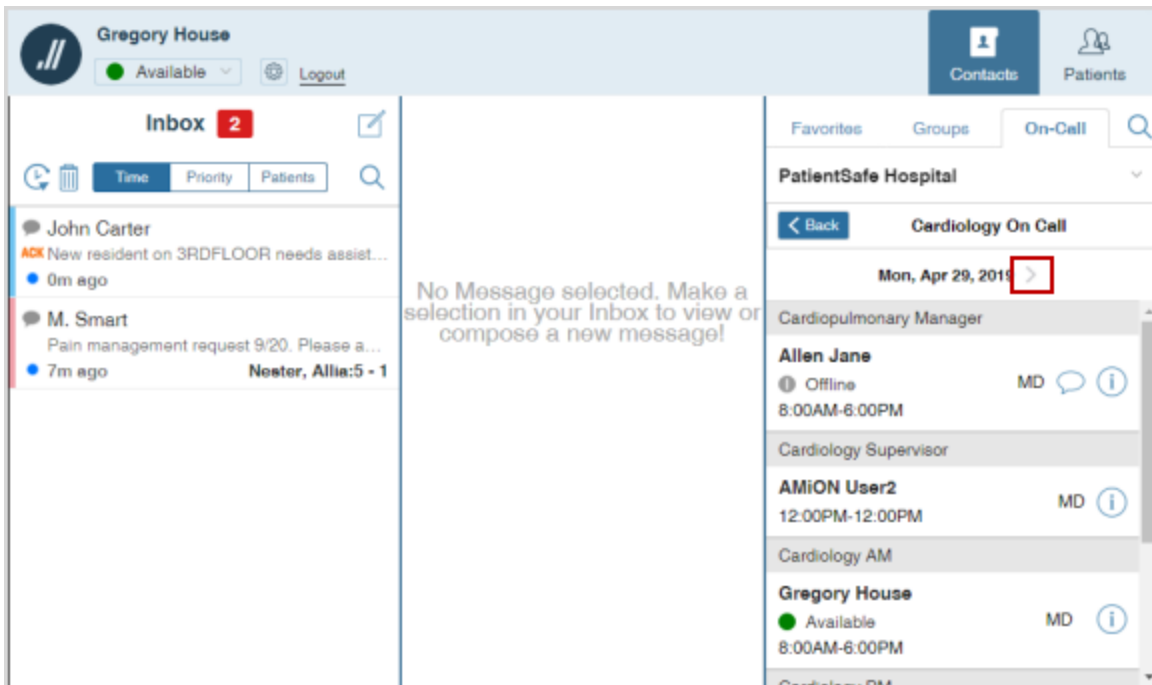 Gregory House
Available
Logout
Contacts
Patients
Inbox 2
Time Priority Patients
John Carter
ACK New resident on 3RDFLOOR needs assist...
0m ago
M. Smart
Pain management request 9/20. Please a...
7m ago Nester, Allia:5 - 1
No Message selected. Make a
selection in your Inbox to view or
compose a new message!
Favorites Groups On-Call
PatientSafe Hospital
Back Cardiology On Call
Mon, Apr 29, 2019
Cardiopulmonary Manager
Allen Jane
Offline MD
8:00AM-6:00PM
Cardiology Supervisor
AMiON User2
MD
12:00PM-12:00PM
Cardiology AM
Gregory House
Available MD
8:00AM-6:00PM
Cardiology PM